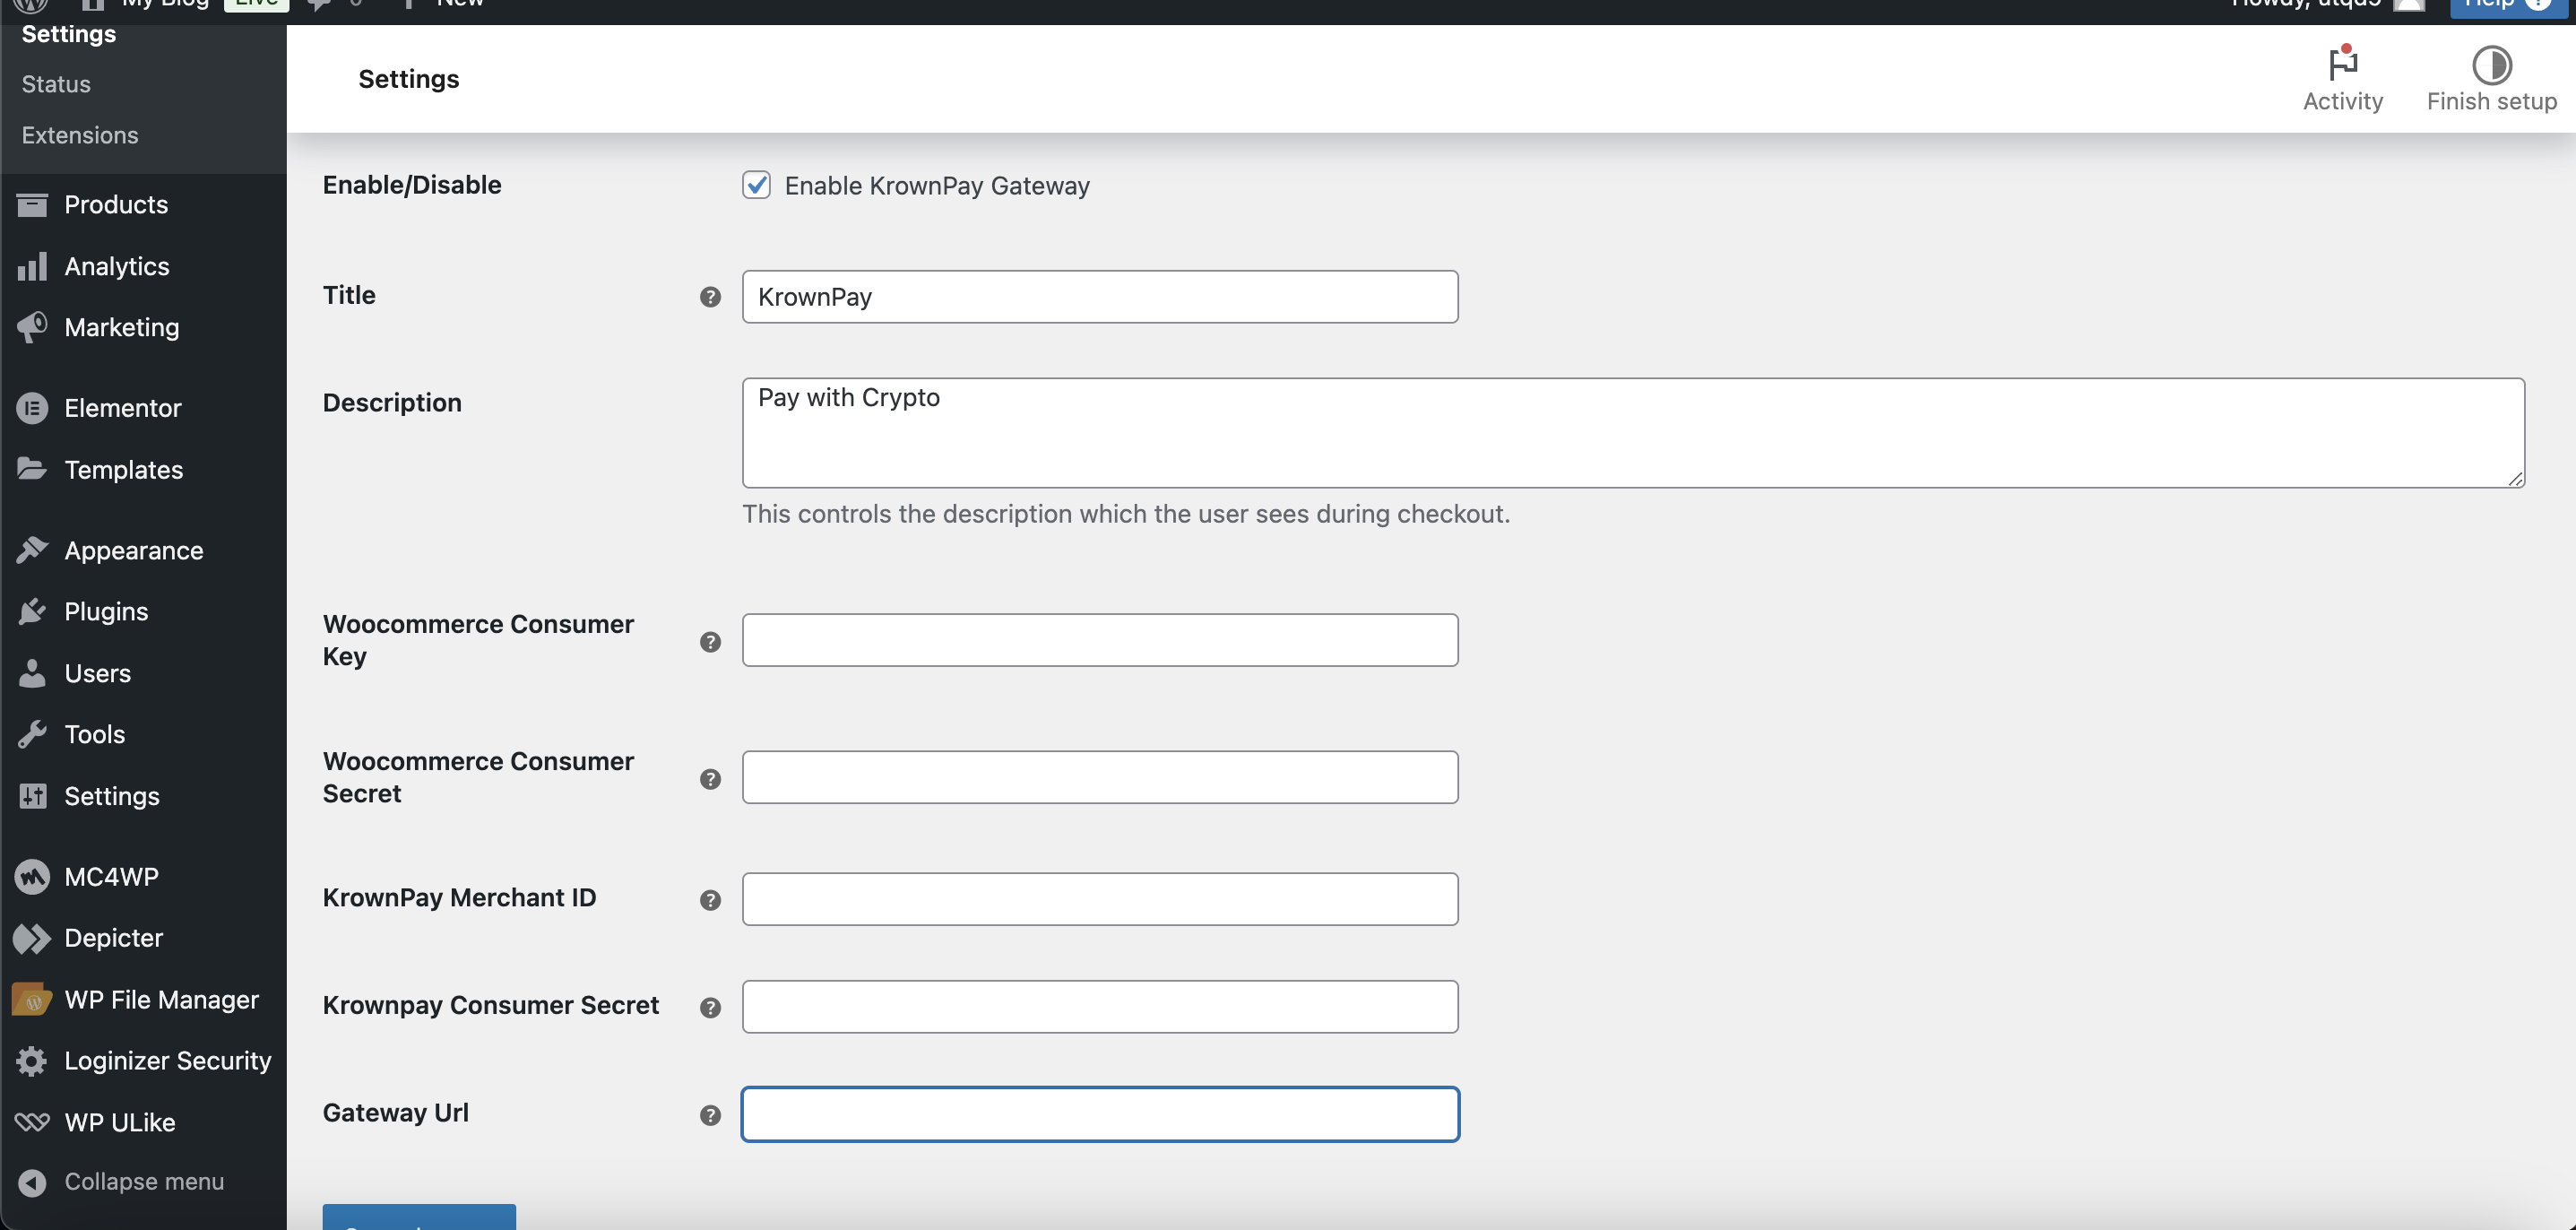 My Blog Live 0 New
Howdy, utqu9 Help
Settings
Status
Extensions
Products
Analytics
Marketing
Elementor
Templates
Appearance
Plugins
Users
Tools
Settings
MC4WP
Depicter
WP File Manager
Loginizer Security
WP ULike
Collapse menu
Settings
Activity
Finish setup
Enable/Disable
Enable KrownPay Gateway
Title
KrownPay
Description
Pay with Crypto
This controls the description which the user sees during checkout.
Woocommerce Consumer
Key
Woocommerce Consumer
Secret
KrownPay Merchant ID
Krownpay Consumer Secret
Gateway Url